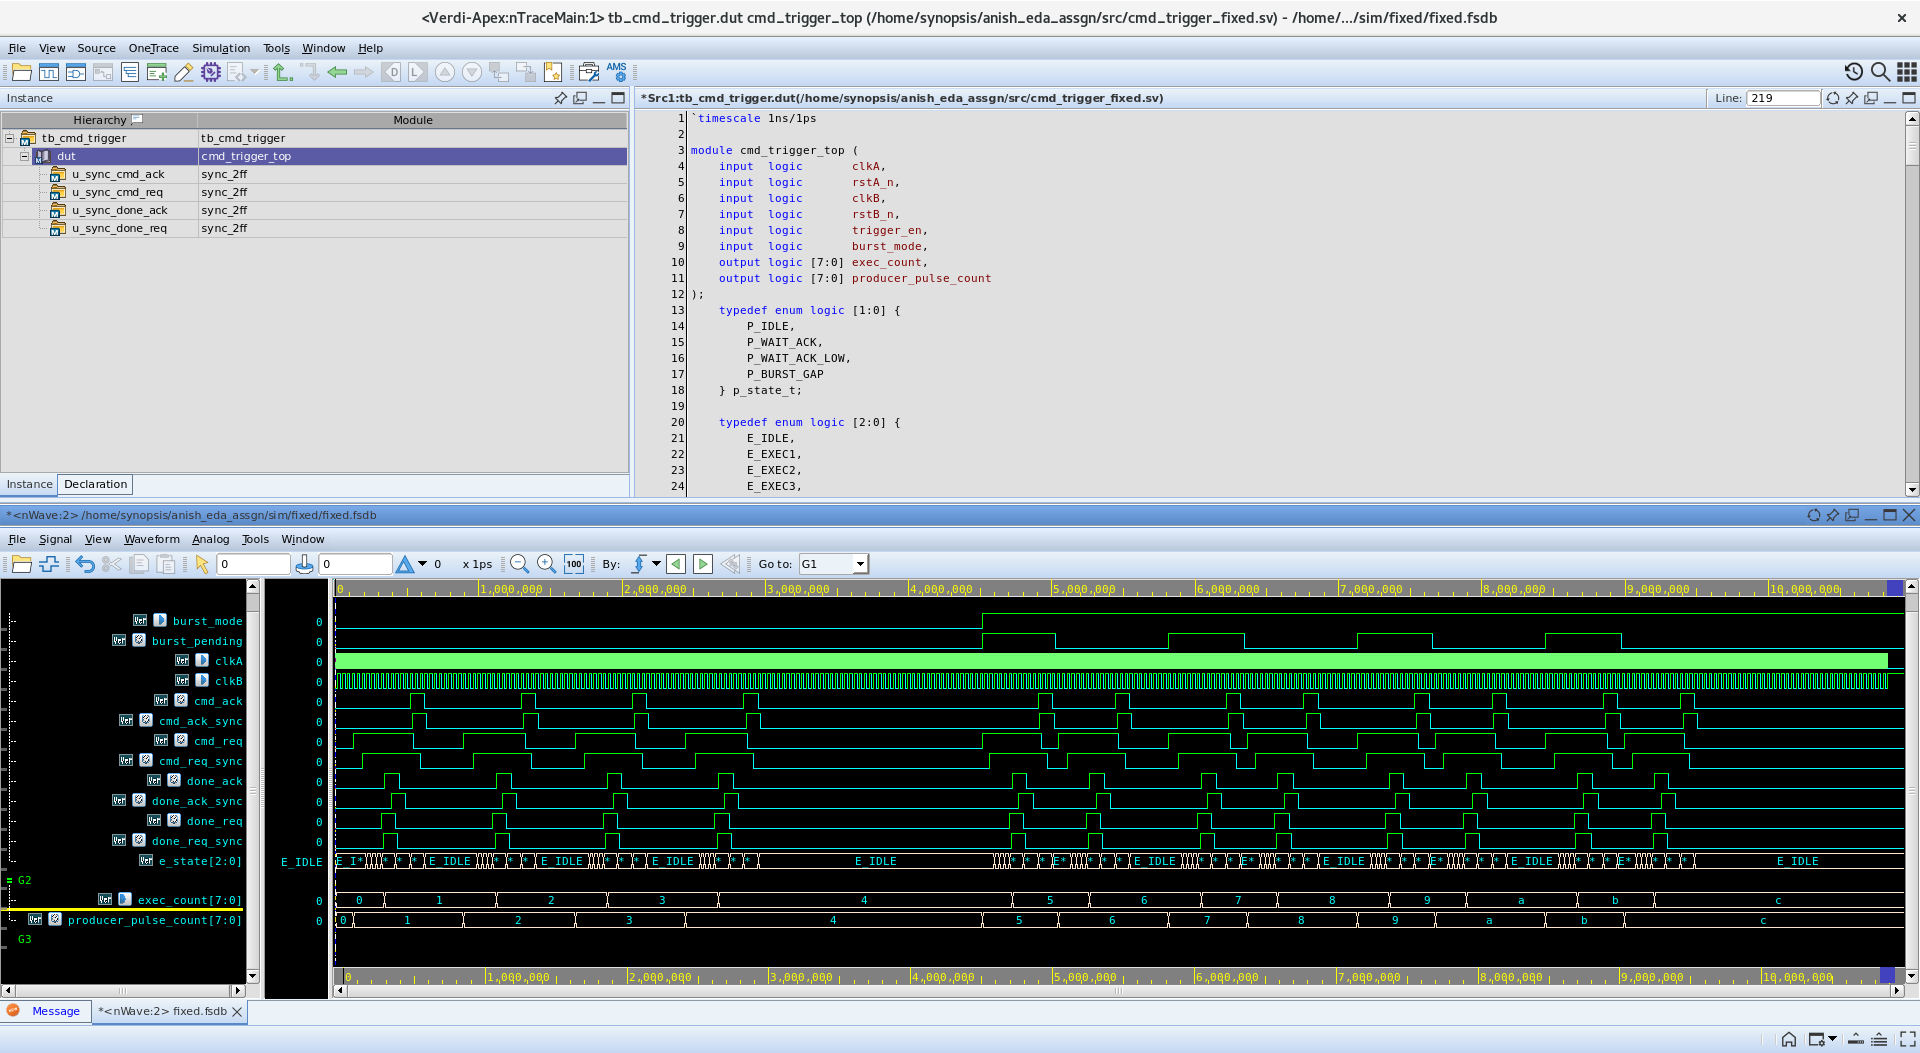 <Verdi-Apex:nTraceMain:1> tb_cmd_trigger.dut cmd_trigger_top (/home/synopsis/anish_eda_assgn/src/cmd_trigger_fixed.sv) - /home/.../sim/fixed/fixed.fsdb
File View Source OneTrace Simulation Tools Window Help
AMS
Instance
Hierarchy Module
tb_cmd_trigger tb_cmd_trigger
dut cmd_trigger_top
u_sync_cmd_ack sync_2ff
u_sync_cmd_req sync_2ff
u_sync_done_ack sync_2ff
u_sync_done_req sync_2ff
Instance Declaration
*Src1:tb_cmd_trigger.dut(/home/synopsis/anish_eda_assgn/src/cmd_trigger_fixed.sv) Line: 219
1 `timescale 1ns/1ps
2
3 module cmd_trigger_top (
4 input logic clkA,
5 input logic rstA_n,
6 input logic clkB,
7 input logic rstB_n,
8 input logic trigger_en,
9 input logic burst_mode,
10 output logic [7:0] exec_count,
11 output logic [7:0] producer_pulse_count
12 );
13 typedef enum logic [1:0] {
14 P_IDLE,
15 P_WAIT_ACK,
16 P_WAIT_ACK_LOW,
17 P_BURST_GAP
18 } p_state_t;
19
20 typedef enum logic [2:0] {
21 E_IDLE,
22 E_EXEC1,
23 E_EXEC2,
24 E_EXEC3,
*<nWave:2> /home/synopsis/anish_eda_assgn/sim/fixed/fixed.fsdb
File Signal View Waveform Analog Tools Window
0 0 0 x 1ps 100 By: Go to: G1
0 1,000,000 2,000,000 3,000,000 4,000,000 5,000,000 6,000,000 7,000,000 8,000,000 9,000,000 10,000,000
burst_mode 0
burst_pending 0
clkA 0
clkB 0
cmd_ack 0
cmd_ack_sync 0
cmd_req 0
cmd_req_sync 0
done_ack 0
done_ack_sync 0
done_req 0
done_req_sync 0
e_state[2:0] E_IDLE E_I* E_IDLE E_IDLE E_IDLE E_IDLE E* E_IDLE E* E_IDLE E* E_IDLE E* E_IDLE
G2
exec_count[7:0] 0 0 1 2 3 4 5 6 7 8 9 a b c
producer_pulse_count[7:0] 0 0 1 2 3 4 5 6 7 8 9 a b c
G3
0 1,000,000 2,000,000 3,000,000 4,000,000 5,000,000 6,000,000 7,000,000 8,000,000 9,000,000 10,000,000
Message *<nWave:2> fixed.fsdb